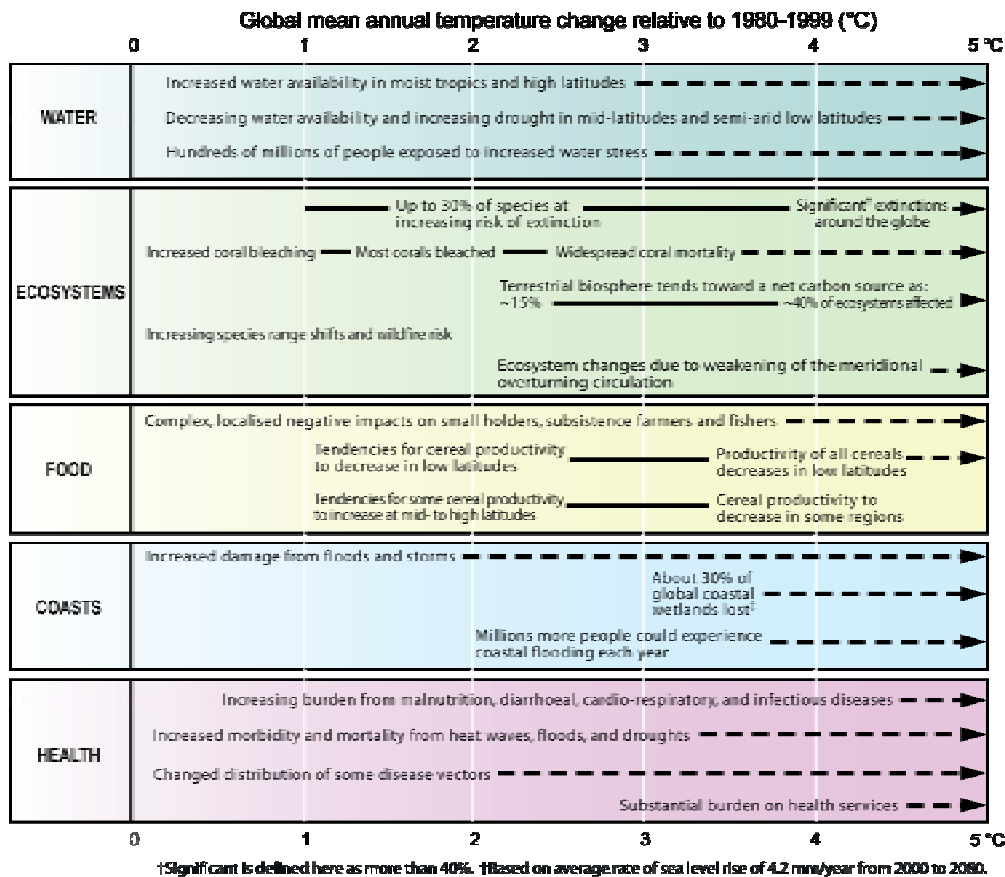 Global mean annual temperature change relative to 1980–1999 (°C)
0 1 2 3 4 5 °C
WATER
Increased water availability in moist tropics and high latitudes
Decreasing water availability and increasing drought in mid-latitudes and semi-arid low latitudes
Hundreds of millions of people exposed to increased water stress
ECOSYSTEMS
Up to 30% of species at
increasing risk of extinction
Significant† extinctions
around the globe
Increased coral bleaching Most corals bleached Widespread coral mortality
Terrestrial biosphere tends toward a net carbon source as:
~15% ~40% of ecosystems affected
Increasing species range shifts and wildfire risk
Ecosystem changes due to weakening of the meridional
overturning circulation
FOOD
Complex, localised negative impacts on small holders, subsistence farmers and fishers
Tendencies for cereal productivity
to decrease in low latitudes
Productivity of all cereals
decreases in low latitudes
Tendencies for some cereal productivity
to increase at mid- to high latitudes
Cereal productivity to
decrease in some regions
COASTS
Increased damage from floods and storms
About 30% of
global coastal
wetlands lost‡
Millions more people could experience
coastal flooding each year
HEALTH
Increasing burden from malnutrition, diarrhoeal, cardio-respiratory, and infectious diseases
Increased morbidity and mortality from heat waves, floods, and droughts
Changed distribution of some disease vectors
Substantial burden on health services
0 1 2 3 4 5 °C
†Significant is defined here as more than 40%. †Based on average rate of sea level rise of 4.2 mm/year from 2000 to 2080.